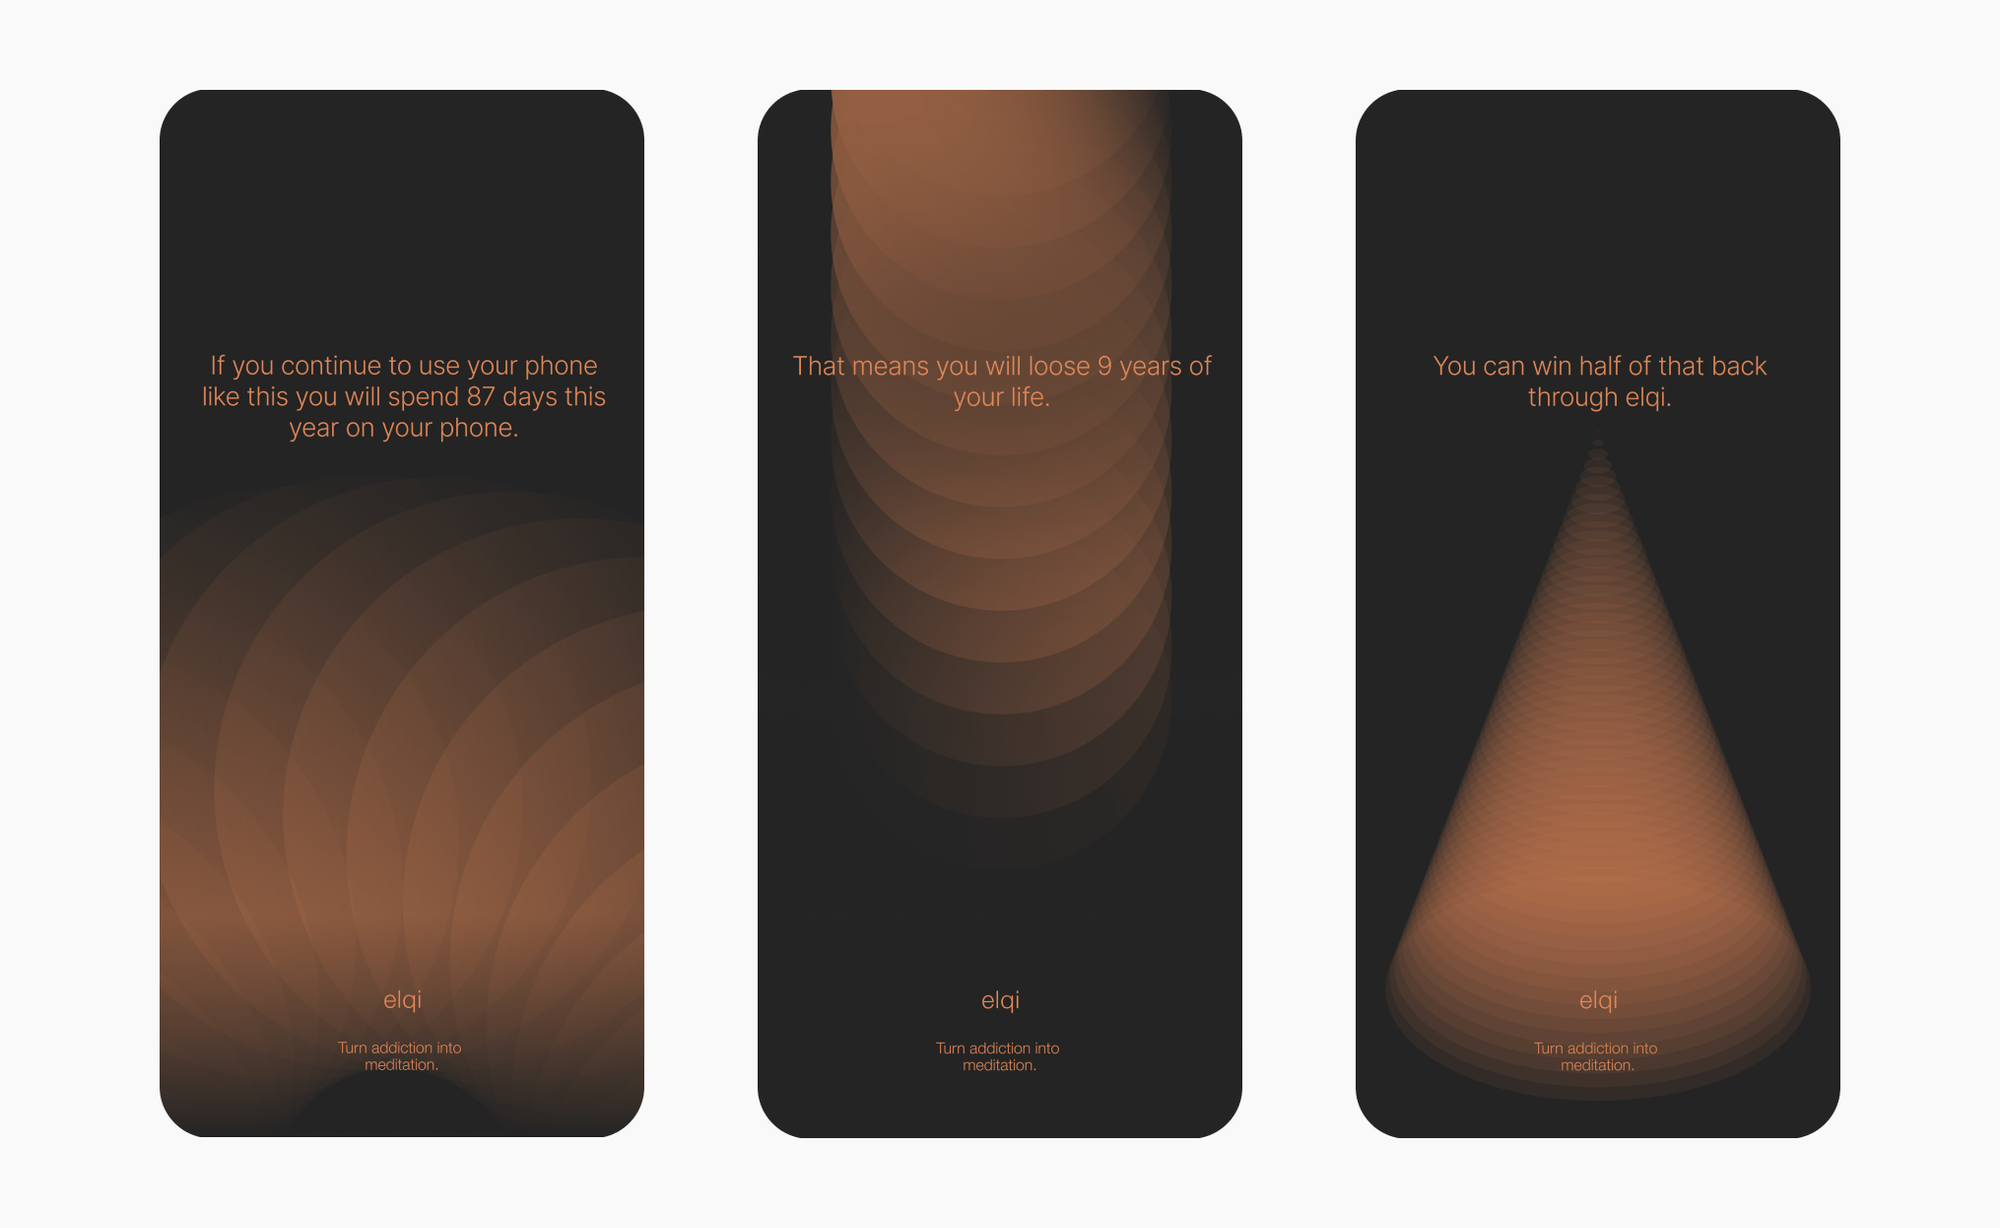 If you continue to use your phone
like this you will spend 87 days this
year on your phone.
elqi
Turn addiction into
meditation.
That means you will loose 9 years of
your life.
elqi
Turn addiction into
meditation.
You can win half of that back
through elqi.
elqi
Turn addiction into
meditation.